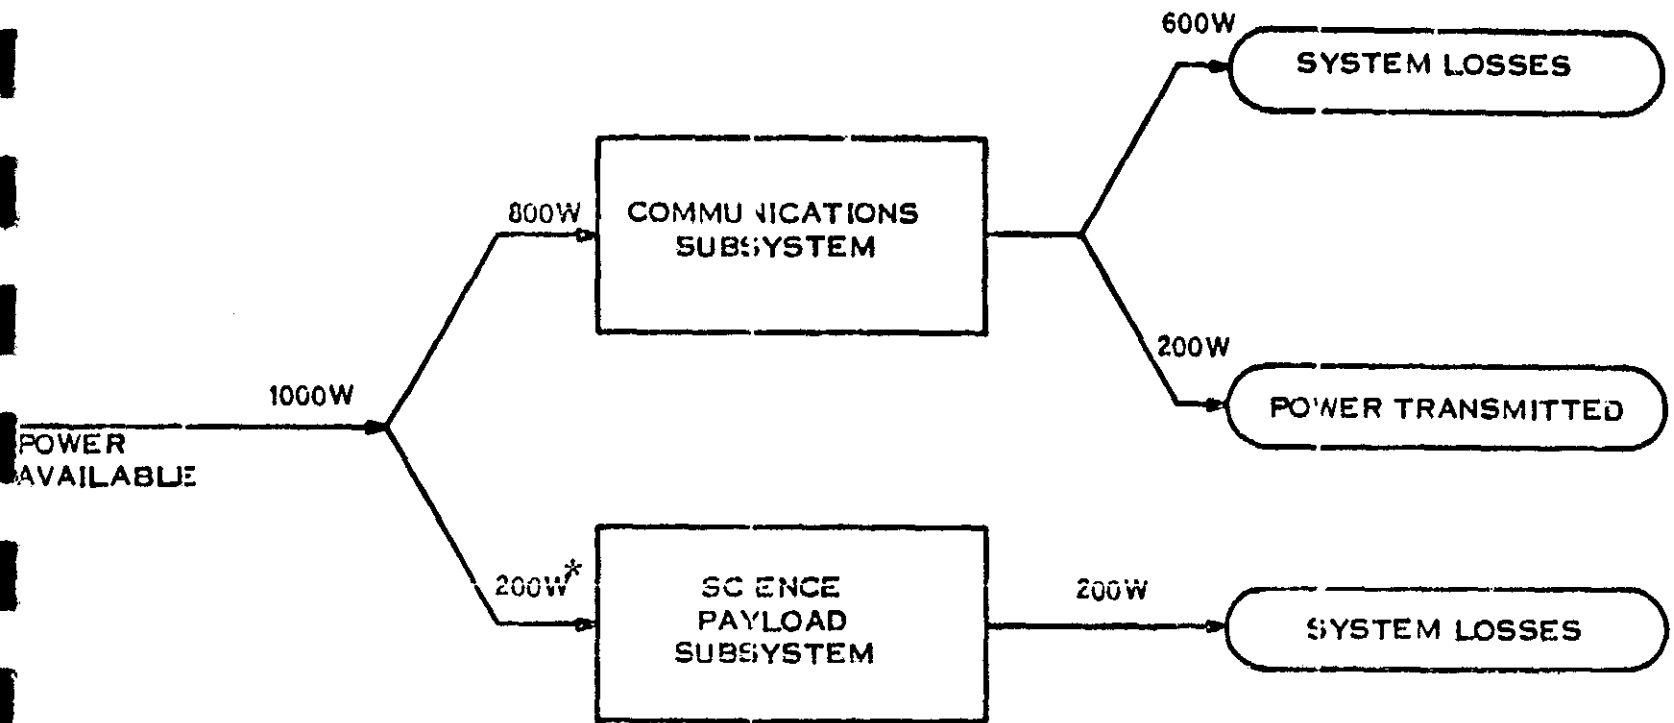 600W
SYSTEM LOSSES
800W
COMMUNICATIONS
SUBSYSTEM
200W
POWER TRANSMITTED
1000W
POWER
AVAILABLE
200W*
SCIENCE
PAYLOAD
SUBSYSTEM
200W
SYSTEM LOSSES